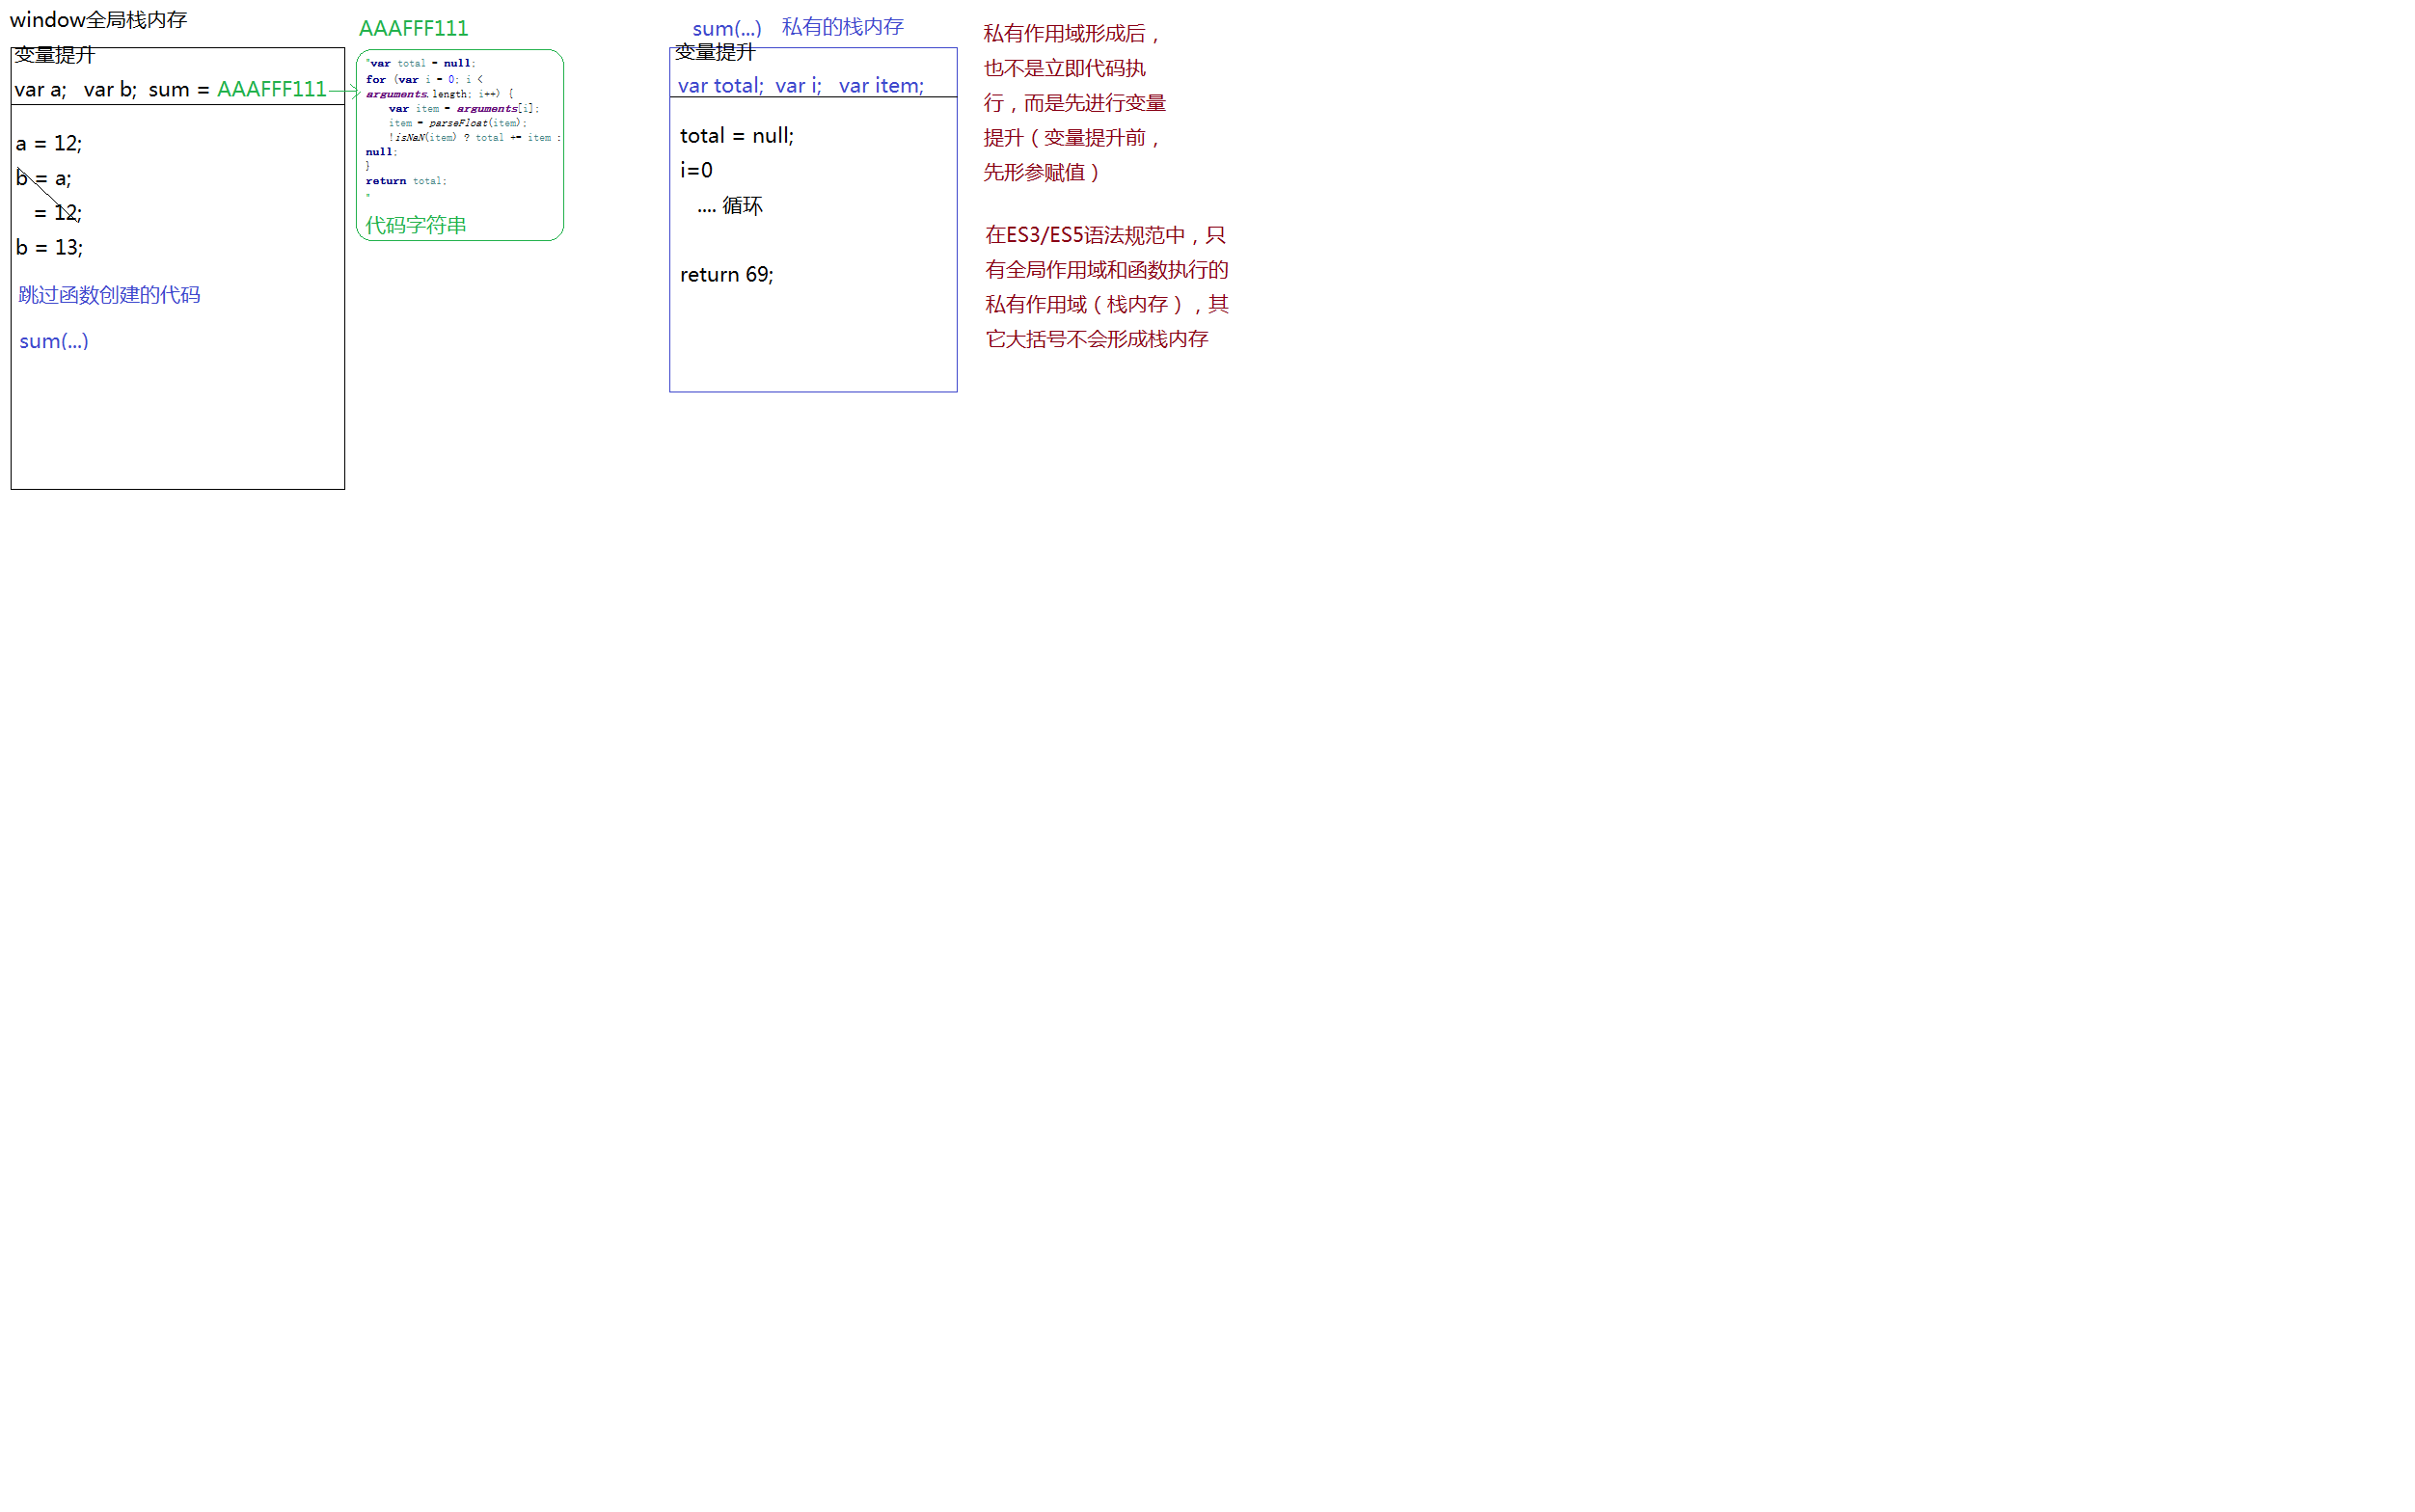 window全局栈内存
变量提升
var a;   var b;  sum = AAAFFF111
a = 12;
b = a;
= 12;
b = 13;
跳过函数创建的代码
sum(...)
AAAFFF111
"var total = null;
for (var i = 0; i <
arguments.length; i++) {
var item = arguments[i];
item = parseFloat(item);
!isNaN(item) ? total += item :
null;
}
return total;
"
代码字符串
sum(...)   私有的栈内存
变量提升
var total;  var i;   var item;
total = null;
i=0
.... 循环
return 69;
私有作用域形成后，
也不是立即代码执
行，而是先进行变量
提升（变量提升前，
先形参赋值）
在ES3/ES5语法规范中，只
有全局作用域和函数执行的
私有作用域（栈内存），其
它大括号不会形成栈内存